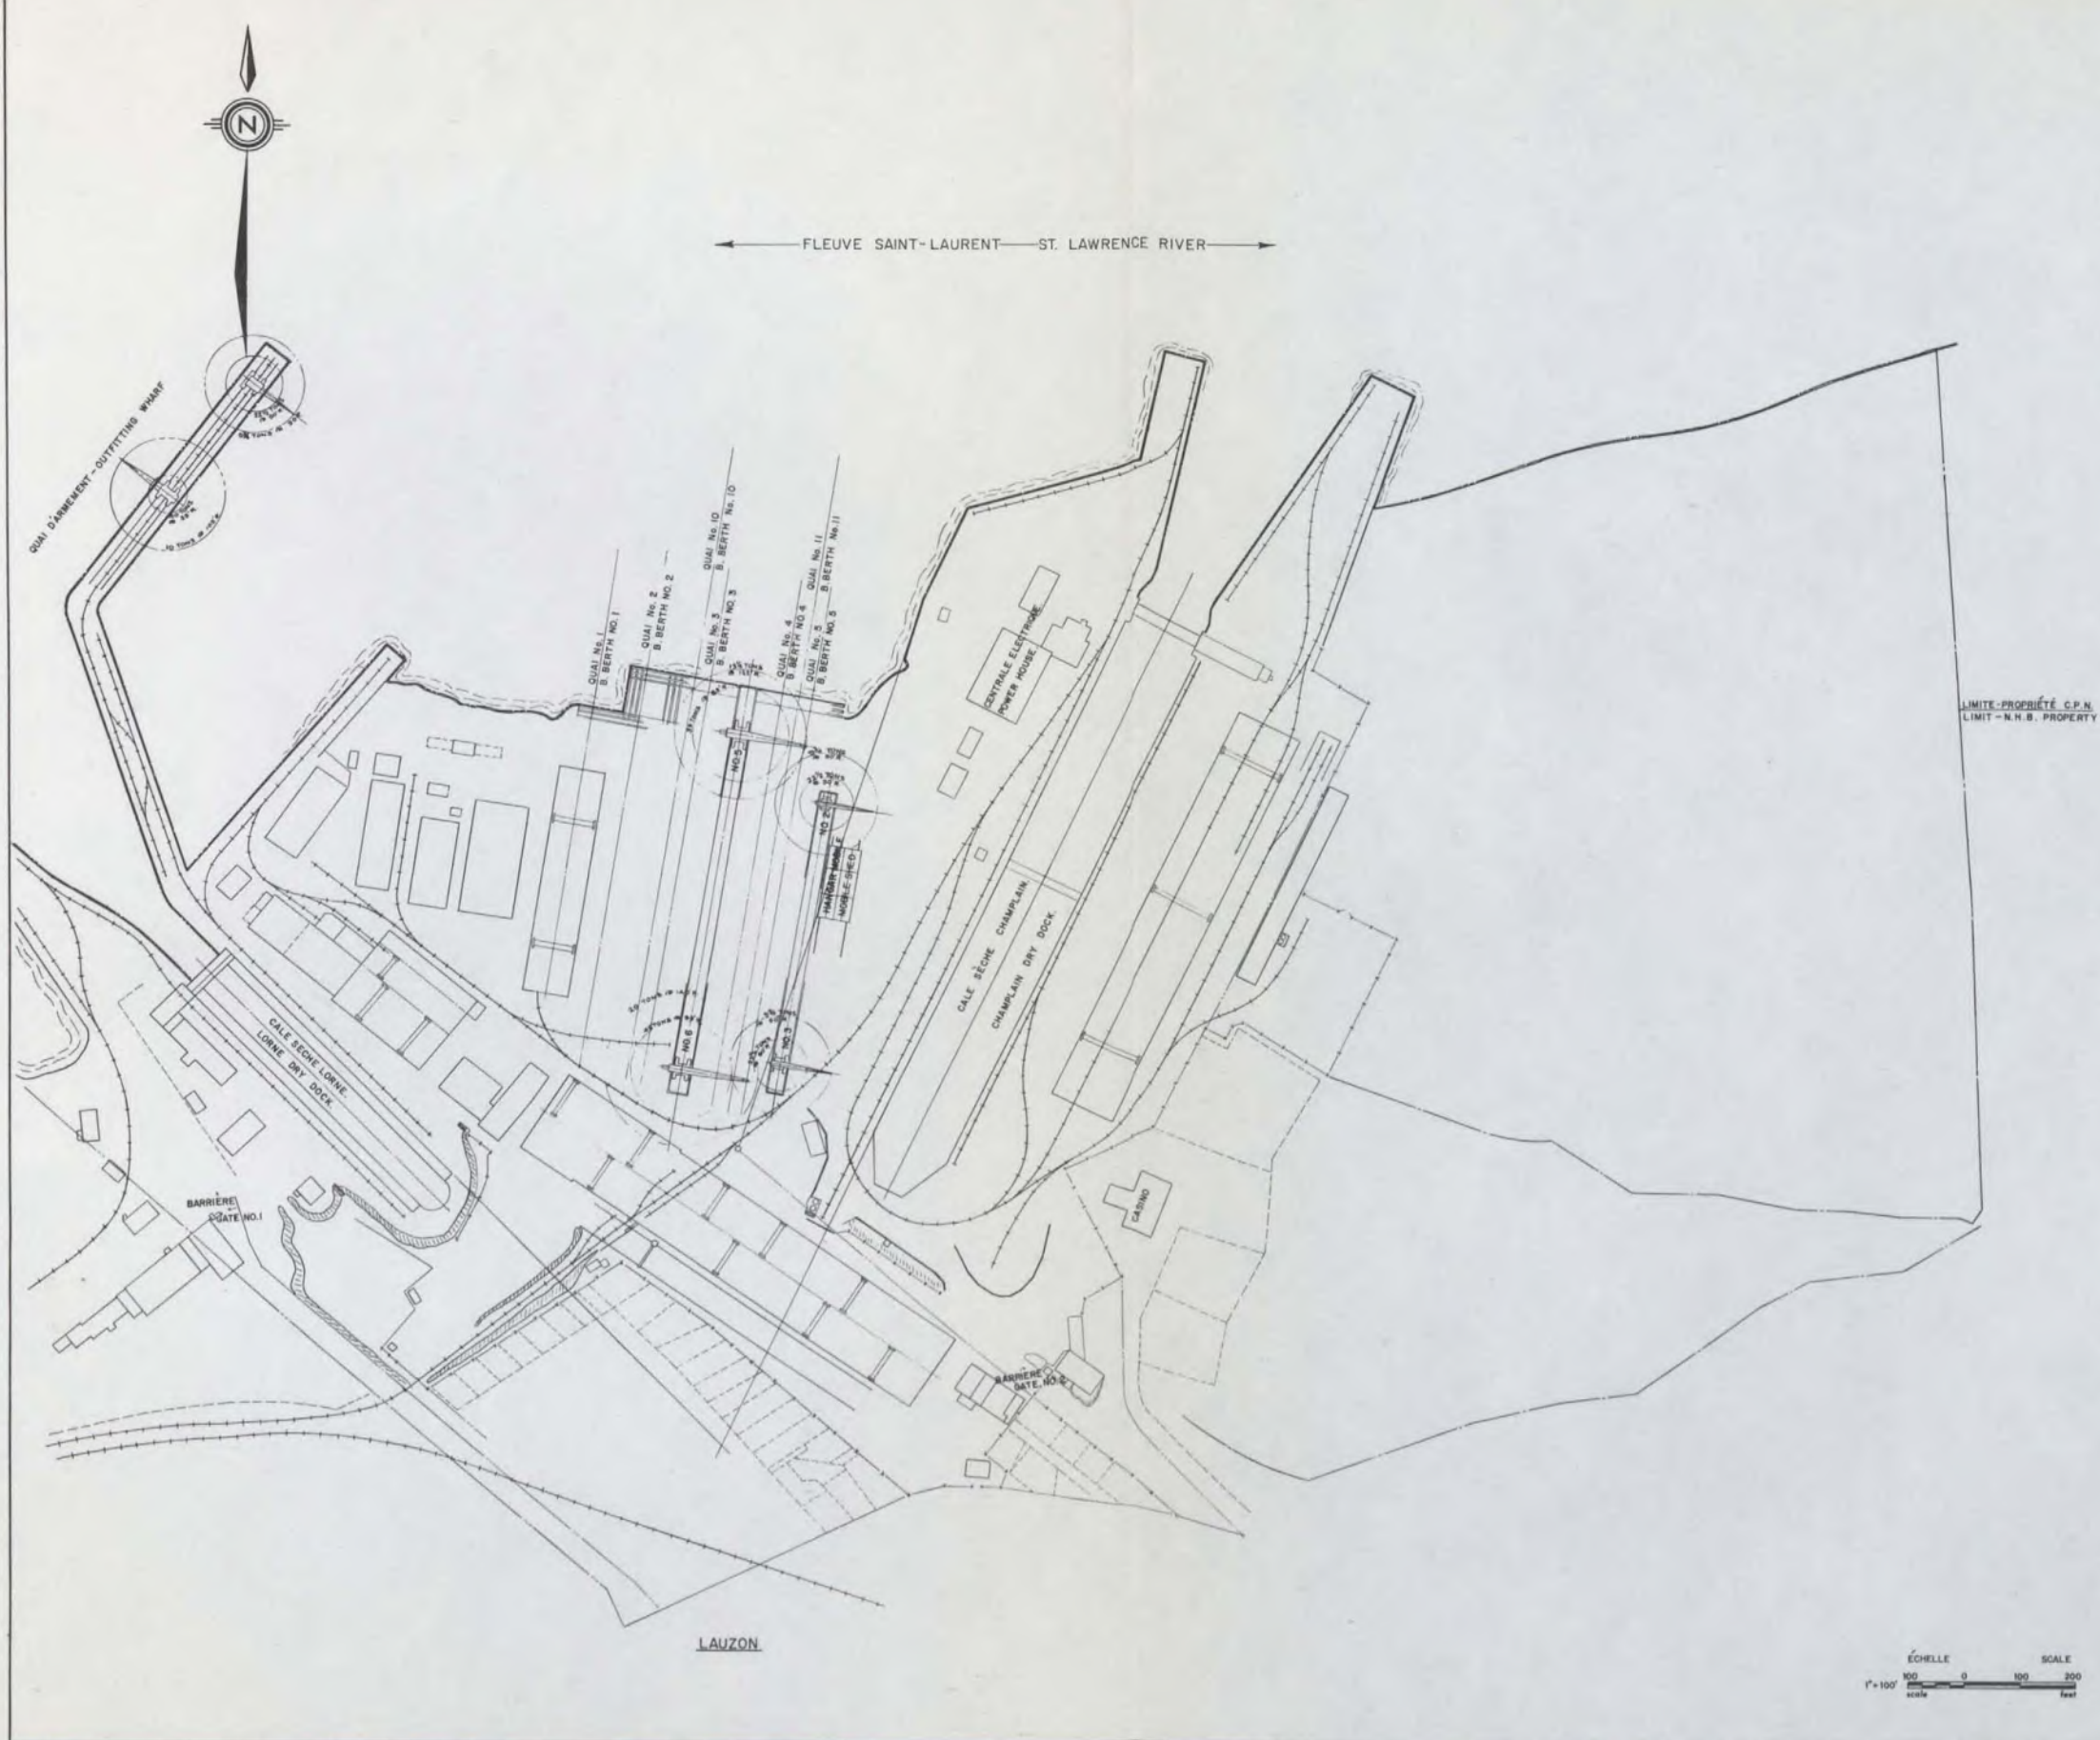 N
FLEUVE SAINT-LAURENT ST. LAWRENCE RIVER
QUAI D'ARMEMENT - OUTFITTING WHARF
QUAI No. 1
B. BERTH NO. 1
QUAI No. 2
B. BERTH NO. 2
QUAI No. 10
B. BERTH No. 10
QUAI No. 3
B. BERTH NO. 3
QUAI No. 4
B. BERTH NO. 4
QUAI No. 11
B. BERTH No. 11
QUAI No. 5
B. BERTH NO. 5
CENTRALE ELECTRIQUE
POWER HOUSE
LIMITE-PROPRIÉTÉ C.P.N.
LIMIT-N.H.B. PROPERTY
NO. 5
NO. 2
HANGAR MOBILE
MOBILE SHED
CALE SÈCHE CHAMPLAIN.
CHAMPLAIN DRY DOCK.
NO. 6
NO. 3
CALE SECHE LORNE.
LORNE DRY DOCK.
BARRIÈRE
GATE NO. 1
CASINO
BARRIÈRE
GATE NO. 2
LAUZON
ÉCHELLE SCALE
100 0 100 200
1"=100'
scale feet